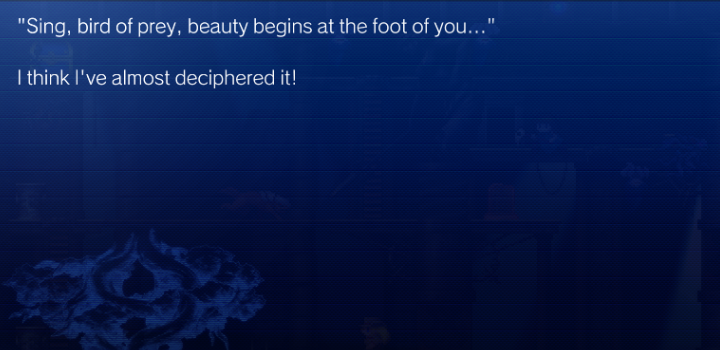 "Sing, bird of prey, beauty begins at the foot of you..."
I think I've almost deciphered it!